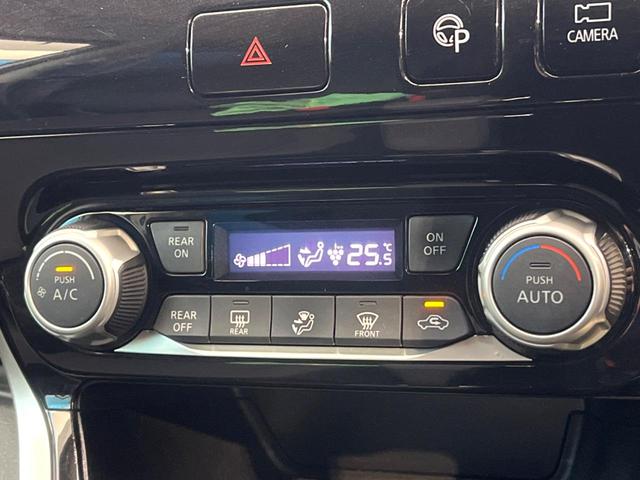 P
CAMERA
REAR ON
25.5°C
ON OFF
PUSH A/C
PUSH AUTO
REAR OFF
REAR
FRONT